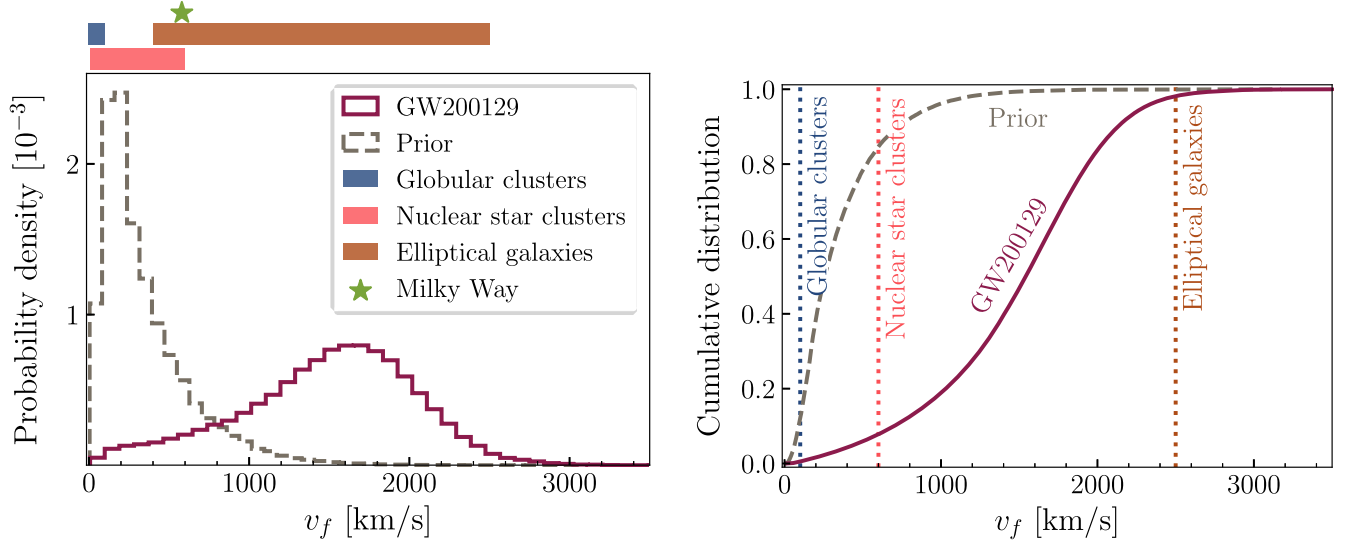 Probability density [10⁻³]
2
1
GW200129
Prior
Globular clusters
Nuclear star clusters
Elliptical galaxies
Milky Way
0 1000 2000 3000
v_f [km/s]
Cumulative distribution
1.0
0.8
0.6
0.4
0.2
0.0
Prior
GW200129
Globular clusters
Nuclear star clusters
Elliptical galaxies
0 1000 2000 3000
v_f [km/s]